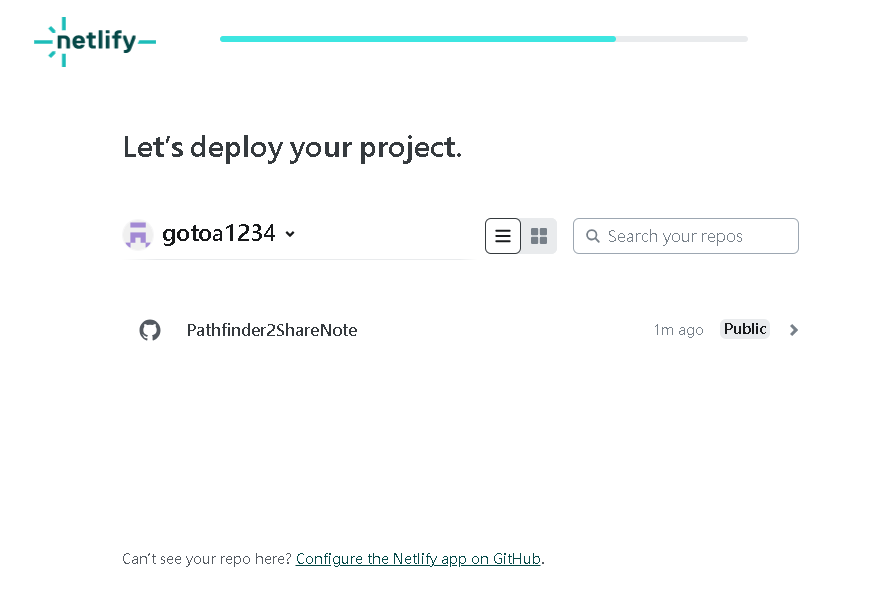 netlify
Let's deploy your project.
gotoa1234
Search your repos
Pathfinder2ShareNote 1m ago Public
Can't see your repo here? Configure the Netlify app on GitHub.